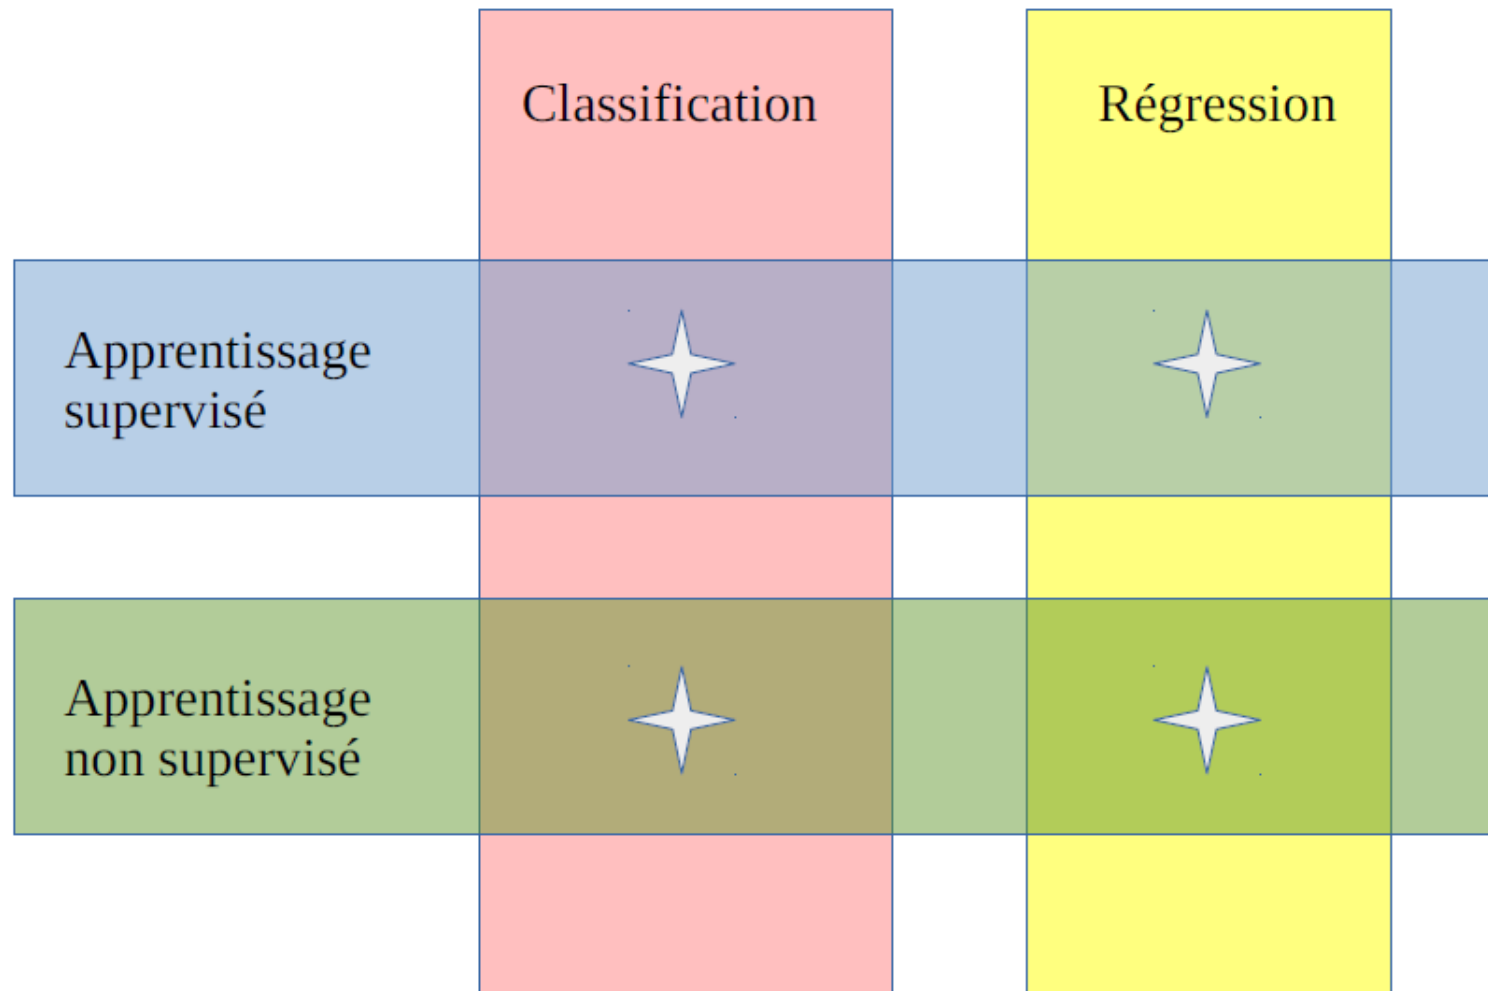 Classification
Régression
Apprentissage
supervisé
Apprentissage
non supervisé